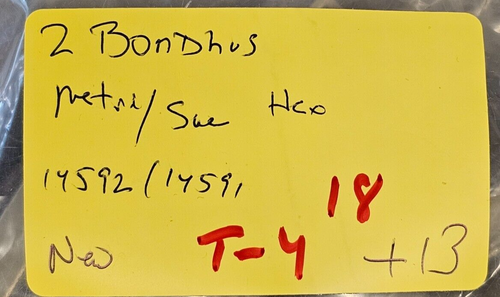 2 BonDhus
Metric/Sae Hex
14592/14591
18
New T-4 +13